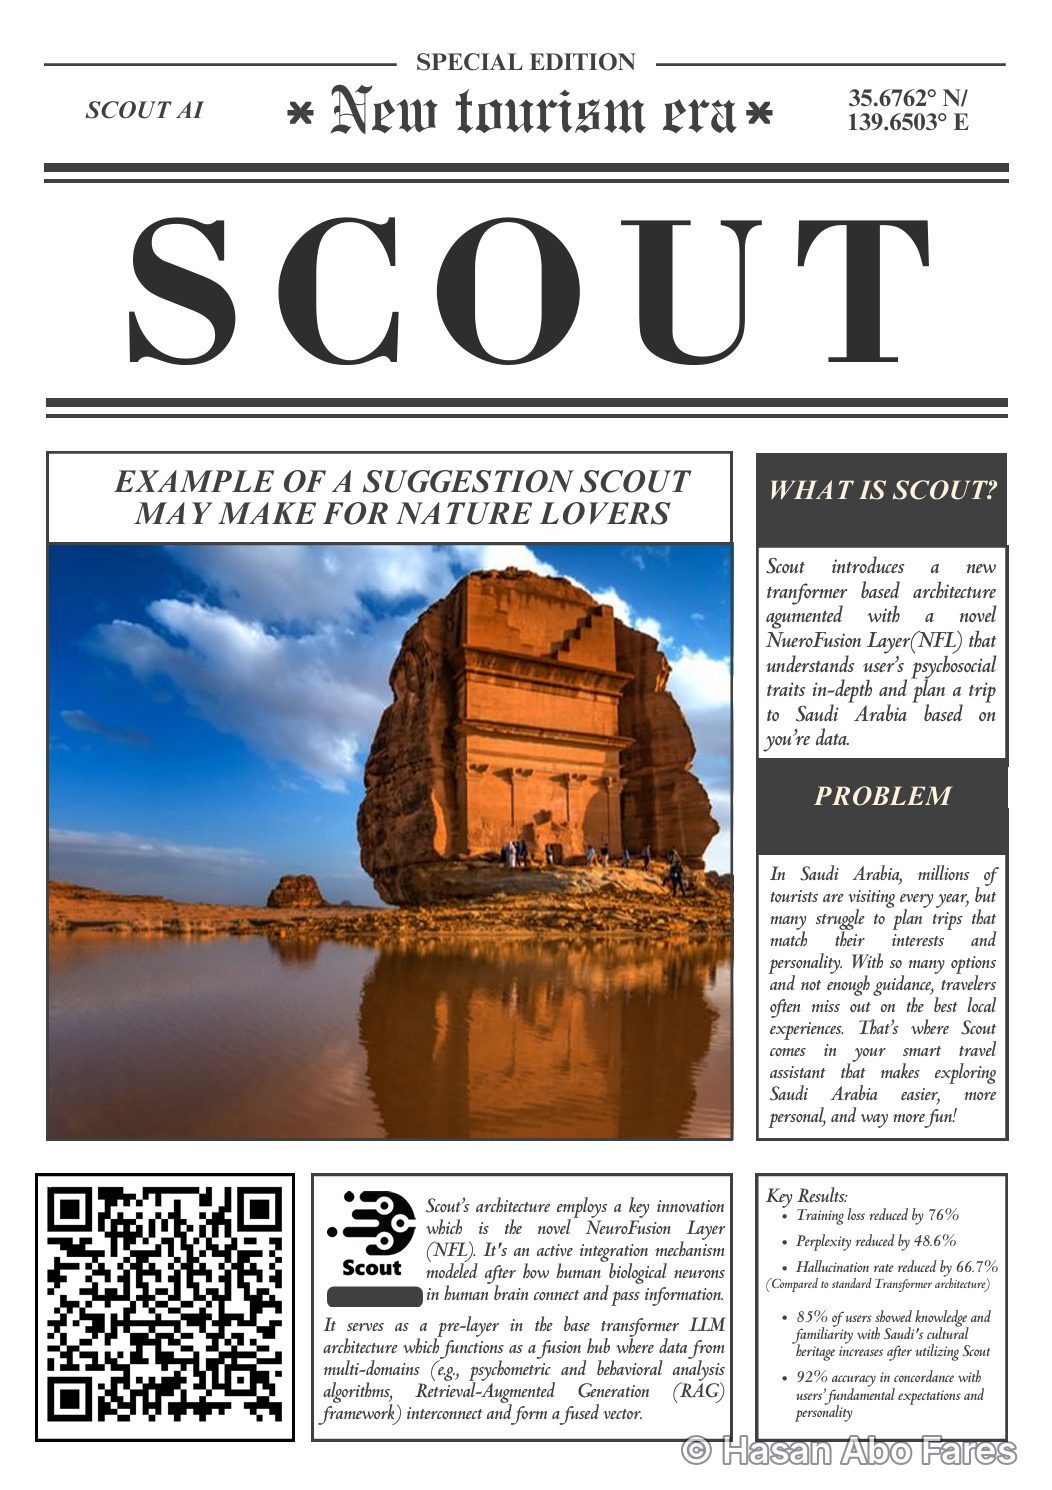 SPECIAL EDITION
SCOUT AI
* New tourism era *
35.6762° N/
139.6503° E
SCOUT
EXAMPLE OF A SUGGESTION SCOUT
MAY MAKE FOR NATURE LOVERS
WHAT IS SCOUT?
Scout introduces a new
tranformer based architecture
agumented with a novel
NueroFusion Layer(NFL) that
understands user's psychosocial
traits in-depth and plan a trip
to Saudi Arabia based on
you're data.
PROBLEM
In Saudi Arabia, millions of
tourists are visiting every year, but
many struggle to plan trips that
match their interests and
personality. With so many options
and not enough guidance, travelers
often miss out on the best local
experiences. That's where Scout
comes in your smart travel
assistant that makes exploring
Saudi Arabia easier, more
personal, and way more fun!
Scout
Scout's architecture employs a key innovation
which is the novel NeuroFusion Layer
(NFL). It's an active integration mechanism
modeled after how human biological neurons
in human brain connect and pass information.
It serves as a pre-layer in the base transformer LLM
architecture which functions as a fusion hub where data from
multi-domains (e.g., psychometric and behavioral analysis
algorithms, Retrieval-Augmented Generation (RAG)
framework) interconnect and form a fused vector.
Key Results:
• Training loss reduced by 76%
• Perplexity reduced by 48.6%
• Hallucination rate reduced by 66.7%
(Compared to standard Transformer architecture)
• 85% of users showed knowledge and
familiarity with Saudi's cultural
heritage increases after utilizing Scout
• 92% accuracy in concordance with
users' fundamental expectations and
personality
© Hasan Abo Fares